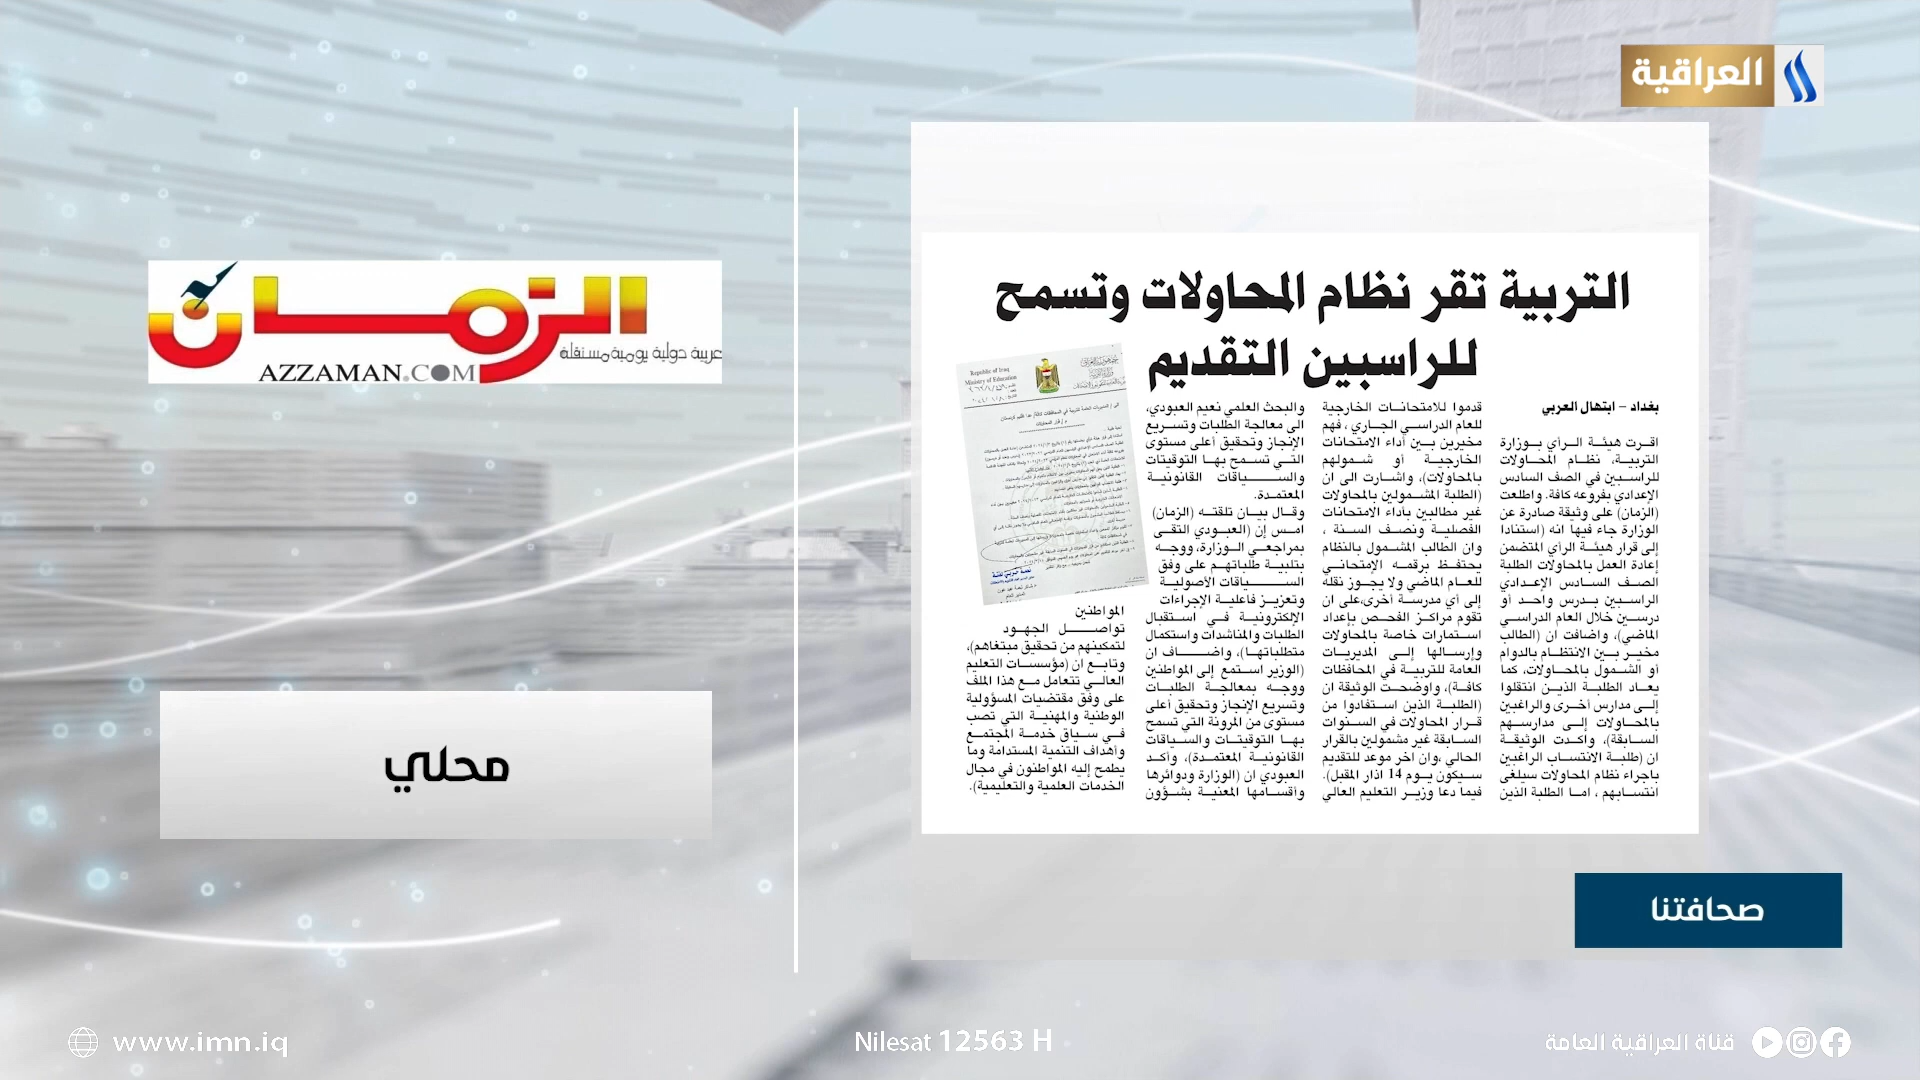 العراقية
الزمان
عربية دولية يومية مستقلة
AZZAMAN.COM
محلي
التربية تقر نظام المحاولات وتسمح
للراسبين التقديم
بغداد – ابتهال العربي
اقرت هيئة الرأي بوزارة
التربية، نظام المحاولات
للراسبين في الصف السادس
الإعدادي بفروعه كافة. واطلعت
(الزمان) على وثيقة صادرة عن
الوزارة جاء فيها انه (استنادا
إلى قرار هيئة الرأي المتضمن
إعادة العمل بالمحاولات الطلبة
الصف السادس الإعدادي
الراسبين بدرس واحد أو
درسين خلال العام الدراسي
الماضي)، واضافت ان (الطالب
مخير بين الانتظام بالدوام
أو الشمول بالمحاولات، كما
يعاد الطلبة الذين انتقلوا
إلى مدارس أخرى والراغبين
بالمحاولات إلى مدارسهم
السابقة)، واكدت الوثيقة
ان (طلبة الانتساب الراغبين
باجراء نظام المحاولات سيلغى
انتسابهم ، اما الطلبة الذين
قدموا للامتحانات الخارجية
للعام الدراسي الجاري ، فهم
مخيرين بين أداء الامتحانات
الخارجية أو شمولهم
بالمحاولات)، واشارت الى ان
(الطلبة المشمولين بالمحاولات
غير مطالبين بأداء الامتحانات
الفصلية ونصف السنة ،
وان الطالب المشمول بالنظام
يحتفظ برقمه الإمتحاني
للعام الماضي ولا يجوز نقله
إلى أي مدرسة أخرى،على ان
تقوم مراكز الفحص بإعداد
استمارات خاصة بالمحاولات
وإرسالها إلى المديريات
العامة للتربية في المحافظات
كافة)، واوضحت الوثيقة ان
(الطلبة الذين استفادوا من
قرار المحاولات في السنوات
السابقة غير مشمولين بالقرار
الحالي ،وان اخر موعد للتقديم
سيكون يوم 14 اذار المقبل).
فيما دعا وزير التعليم العالي
والبحث العلمي نعيم العبودي،
الى معالجة الطلبات وتسريع
الإنجاز وتحقيق أعلى مستوى
التي تسمح بها التوقيتات
والسياقات القانونية
المعتمدة.
وقال بيان تلقته (الزمان)
امس إن (العبودي التقى
بمراجعي الوزارة، ووجه
بتلبية طلباتهم على وفق
السياقات الأصولية
وتعزيز فاعلية الإجراءات
الإلكترونية في استقبال
الطلبات والمناشدات واستكمال
متطلباتها)، واضاف ان
(الوزير استمع إلى المواطنين
ووجه بمعالجة الطلبات
وتسريع الإنجاز وتحقيق أعلى
مستوى من المرونة التي تسمح
بها التوقيتات والسياقات
القانونية المعتمدة)، وأكد
العبودي ان (الوزارة ودوائرها
وأقسامها المعنية بشؤون
Republic of Iraq
Ministry of Education
المواطنين
تواصل الجهود
لتمكينهم من تحقيق مبتغاهم)،
وتابع ان (مؤسسات التعليم
العالي تتعامل مع هذا الملف
على وفق مقتضيات المسؤولية
الوطنية والمهنية التي تصب
في سياق خدمة المجتمع
وأهداف التنمية المستدامة وما
يطمح إليه المواطنون في مجال
الخدمات العلمية والتعليمية).
صحافتنا
www.imn.iq
Nilesat 12563 H
قناة العراقية العامة